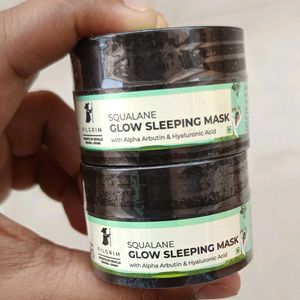 PILGRIM
SQUALANE
GLOW SLEEPING MASK
with Alpha Arbutin & Hyaluronic Acid
PILGRIM
SQUALANE
GLOW SLEEPING MASK
with Alpha Arbutin & Hyaluronic Acid